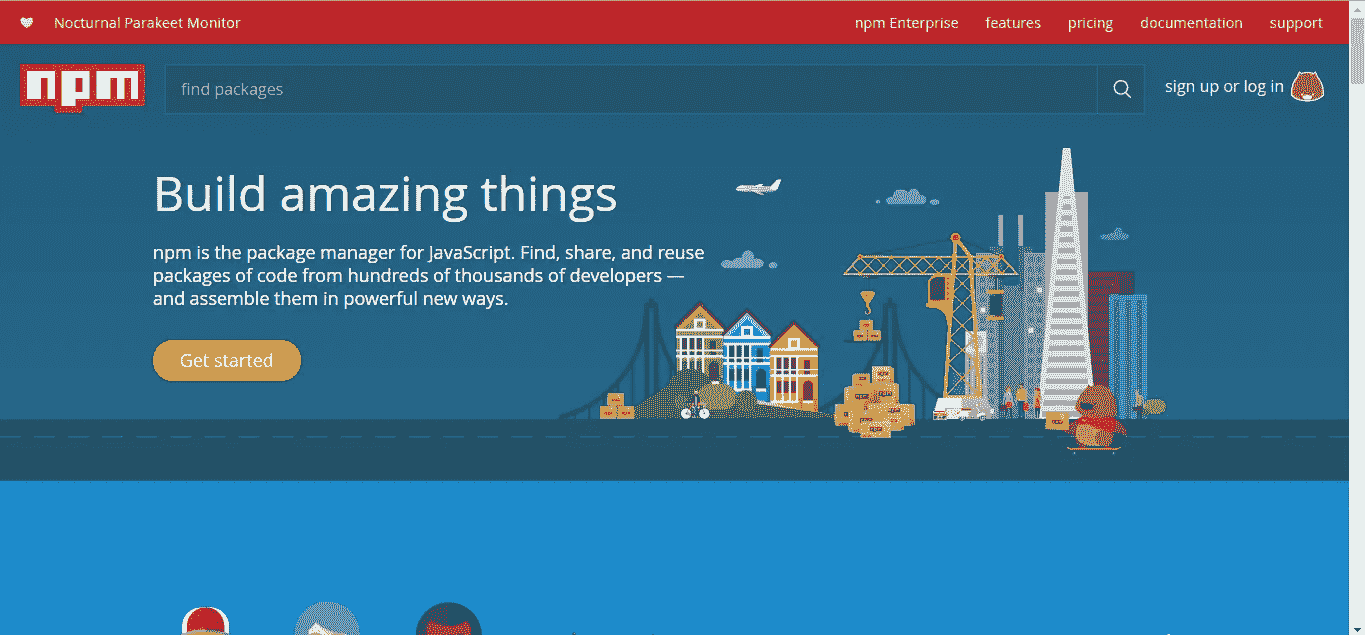 Nocturnal Parakeet Monitor
npm Enterprise features pricing documentation support
npm
find packages
sign up or log in
Build amazing things
npm is the package manager for JavaScript. Find, share, and reuse
packages of code from hundreds of thousands of developers —
and assemble them in powerful new ways.
Get started